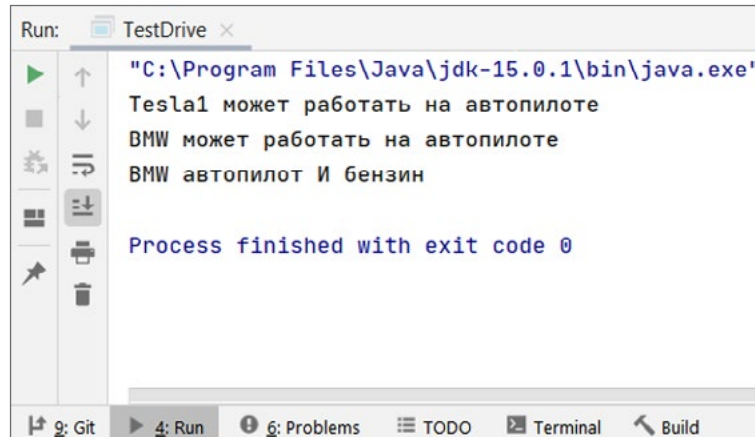 Run: TestDrive
"C:\Program Files\Java\jdk-15.0.1\bin\java.exe"
Tesla1 может работать на автопилоте
BMW может работать на автопилоте
BMW автопилот И бензин
Process finished with exit code 0
9: Git 4: Run 6: Problems TODO Terminal Build